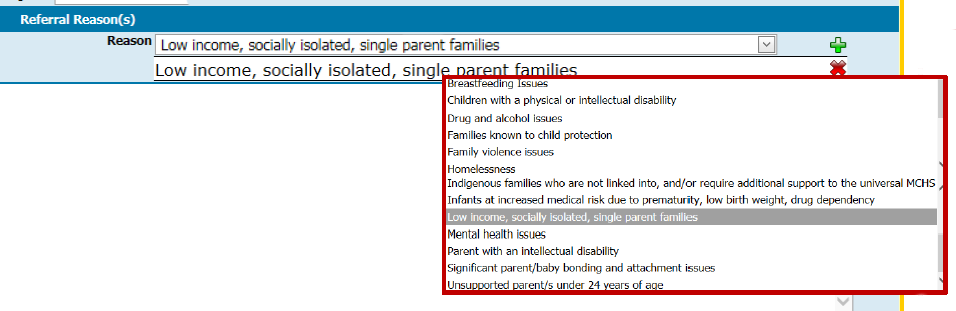 Referral Reason(s)
Reason Low income, socially isolated, single parent families
Low income, socially isolated, single parent families
Breastfeeding Issues
Children with a physical or intellectual disability
Drug and alcohol issues
Families known to child protection
Family violence issues
Homelessness
Indigenous families who are not linked into, and/or require additional support to the universal MCHS
Infants at increased medical risk due to prematurity, low birth weight, drug dependency
Low income, socially isolated, single parent families
Mental health issues
Parent with an intellectual disability
Significant parent/baby bonding and attachment issues
Unsupported parent/s under 24 years of age